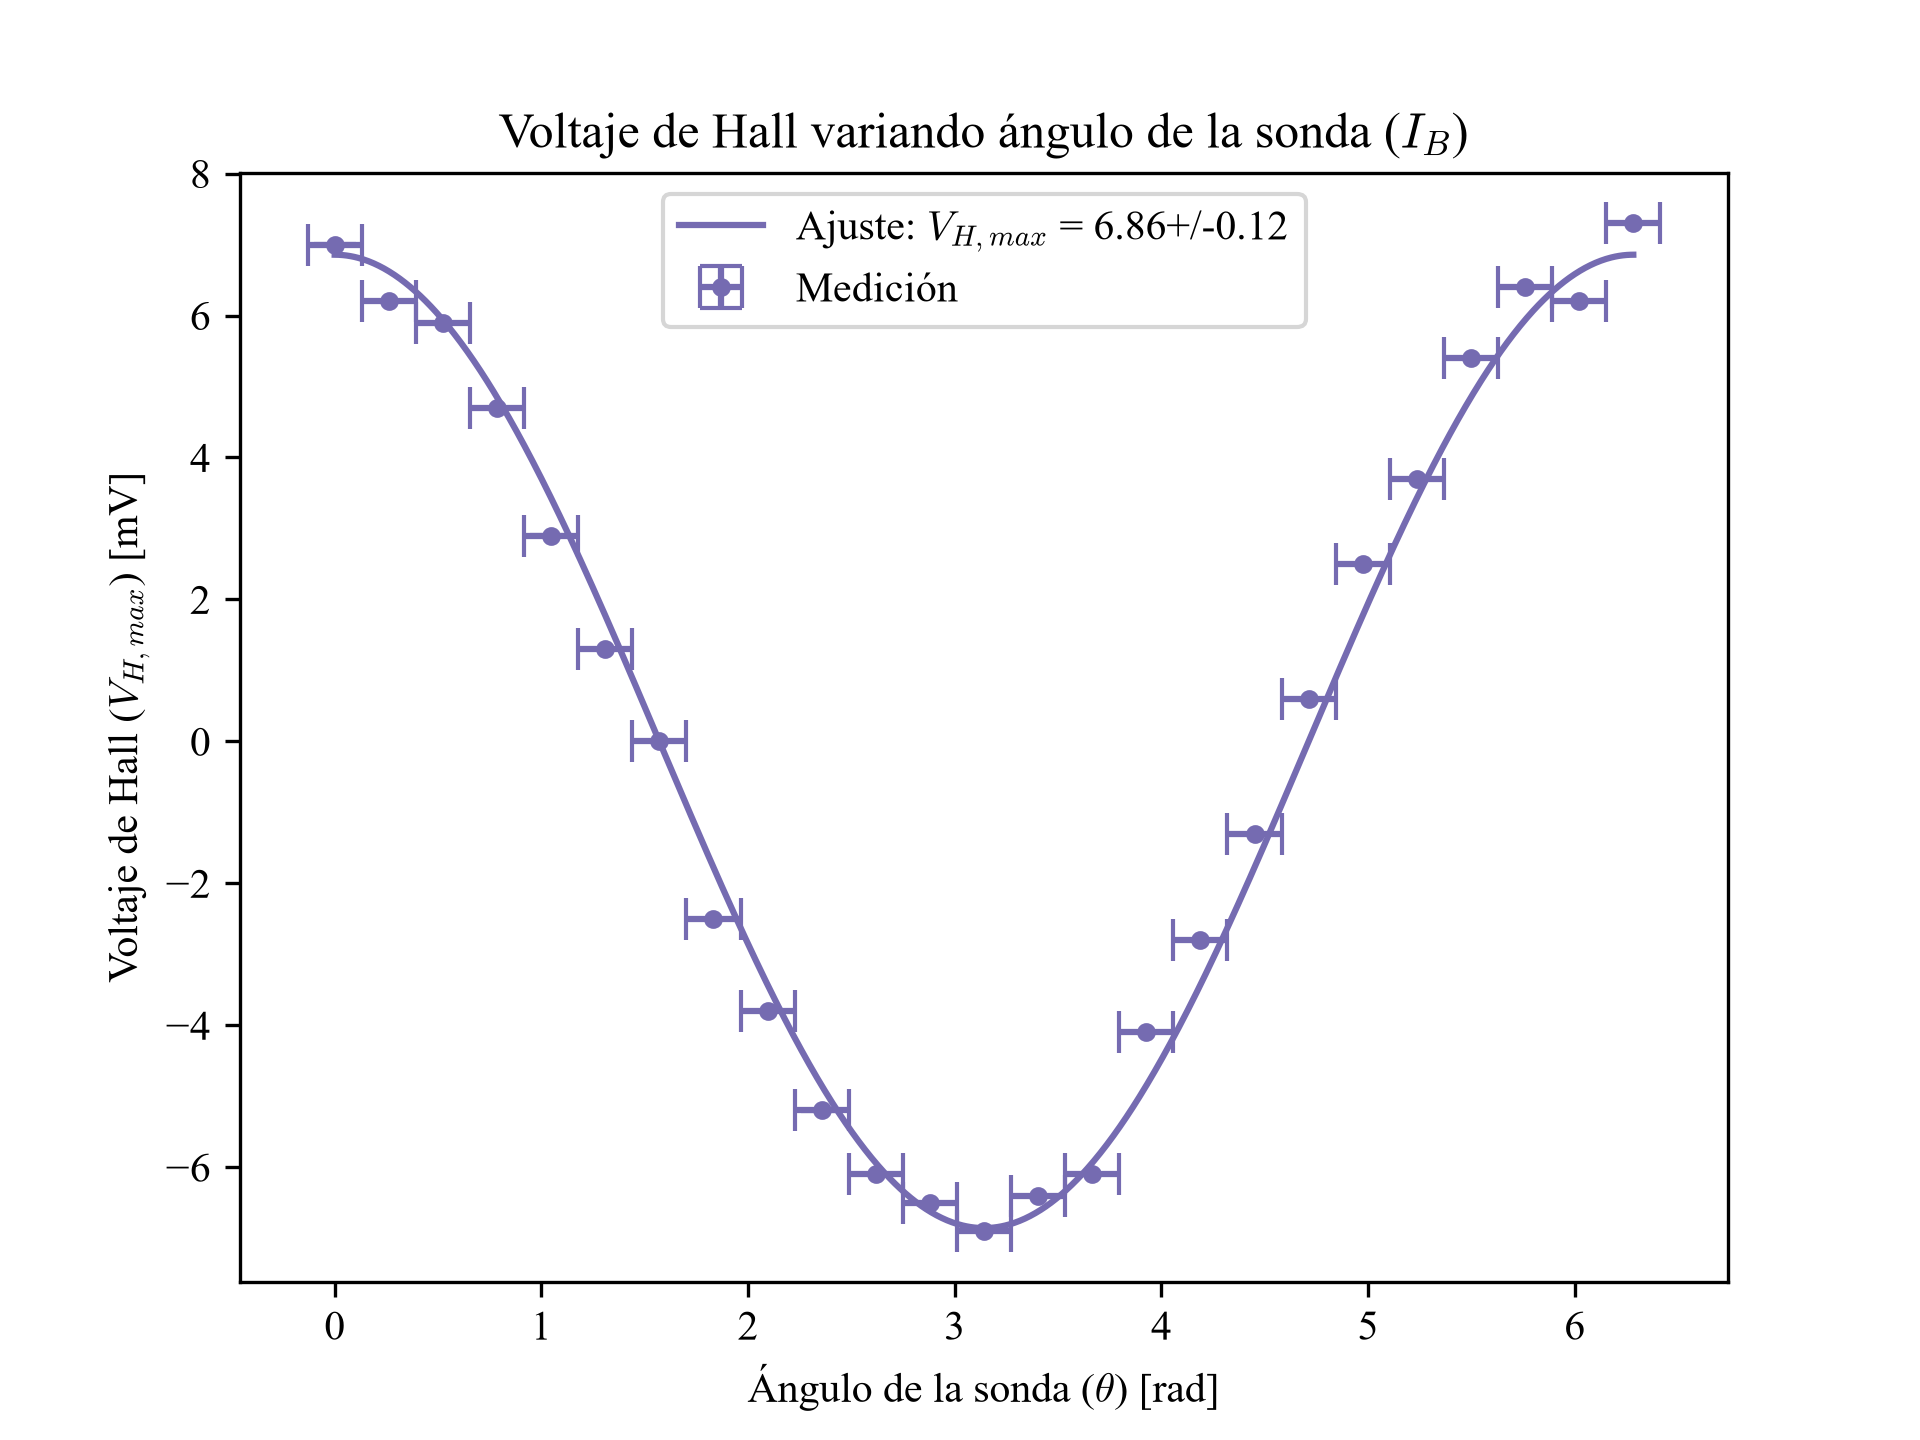 Voltaje de Hall variando ángulo de la sonda (I_B)
Ajuste: V_{H, max} = 6.86+/-0.12
Medición
Voltaje de Hall (V_{H, max}) [mV]
8
6
4
2
0
−2
−4
−6
0 1 2 3 4 5 6
Ángulo de la sonda (θ) [rad]